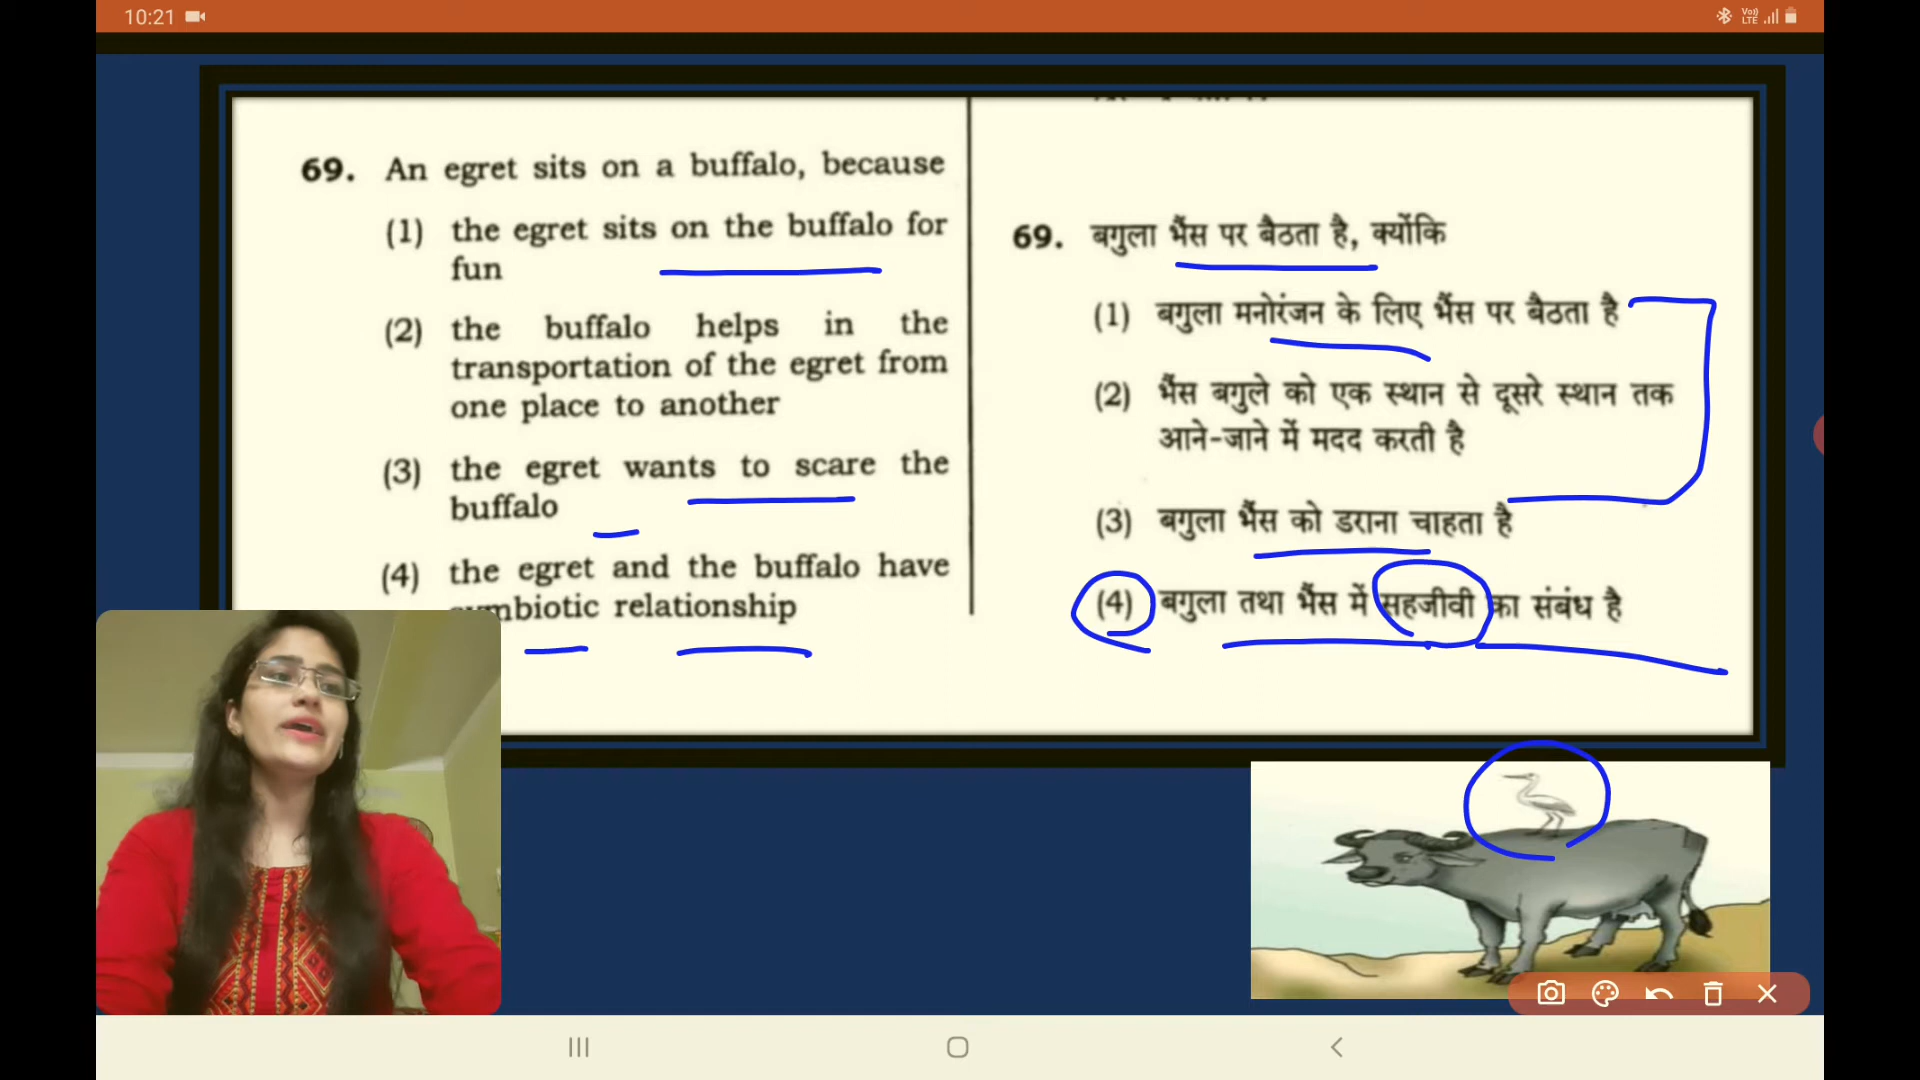 10:21
Vo))
LTE
69. An egret sits on a buffalo, because
(1) the egret sits on the buffalo for
fun
(2) the buffalo helps in the
transportation of the egret from
one place to another
(3) the egret wants to scare the
buffalo
(4) the egret and the buffalo have
symbiotic relationship
69. बगुला भैंस पर बैठता है, क्योंकि
(1) बगुला मनोरंजन के लिए भैंस पर बैठता है
(2) भैंस बगुले को एक स्थान से दूसरे स्थान तक
आने-जाने में मदद करती है
(3) बगुला भैंस को डराना चाहता है
(4) बगुला तथा भैंस में सहजीवी का संबंध है